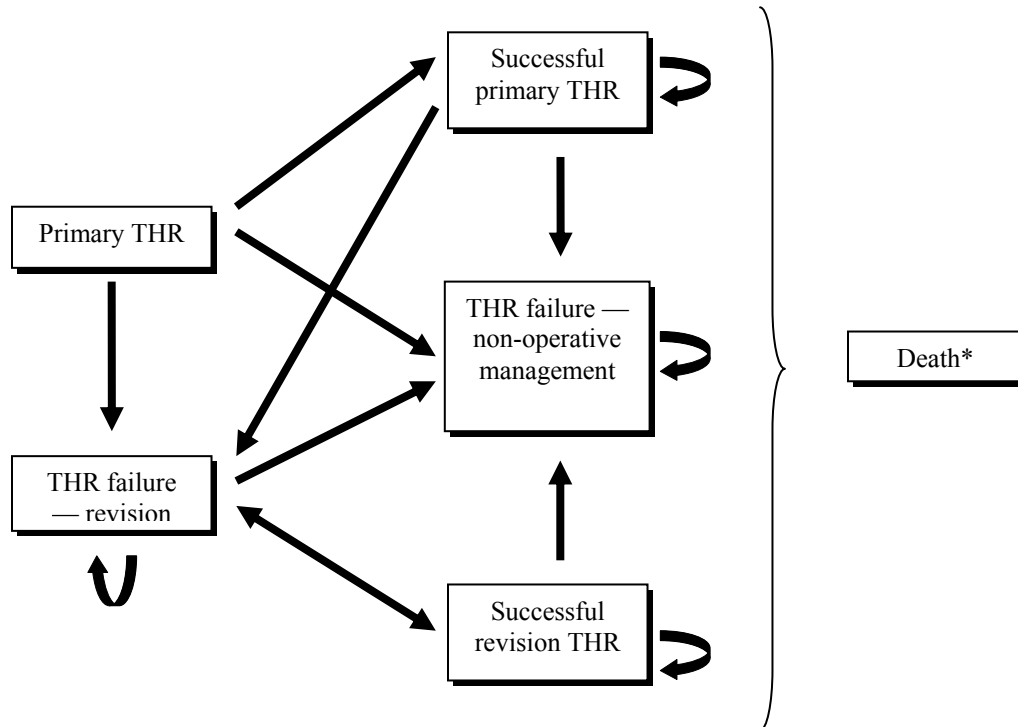 Successful
primary THR
Primary THR
THR failure —
non-operative
management
Death*
THR failure
— revision
Successful
revision THR